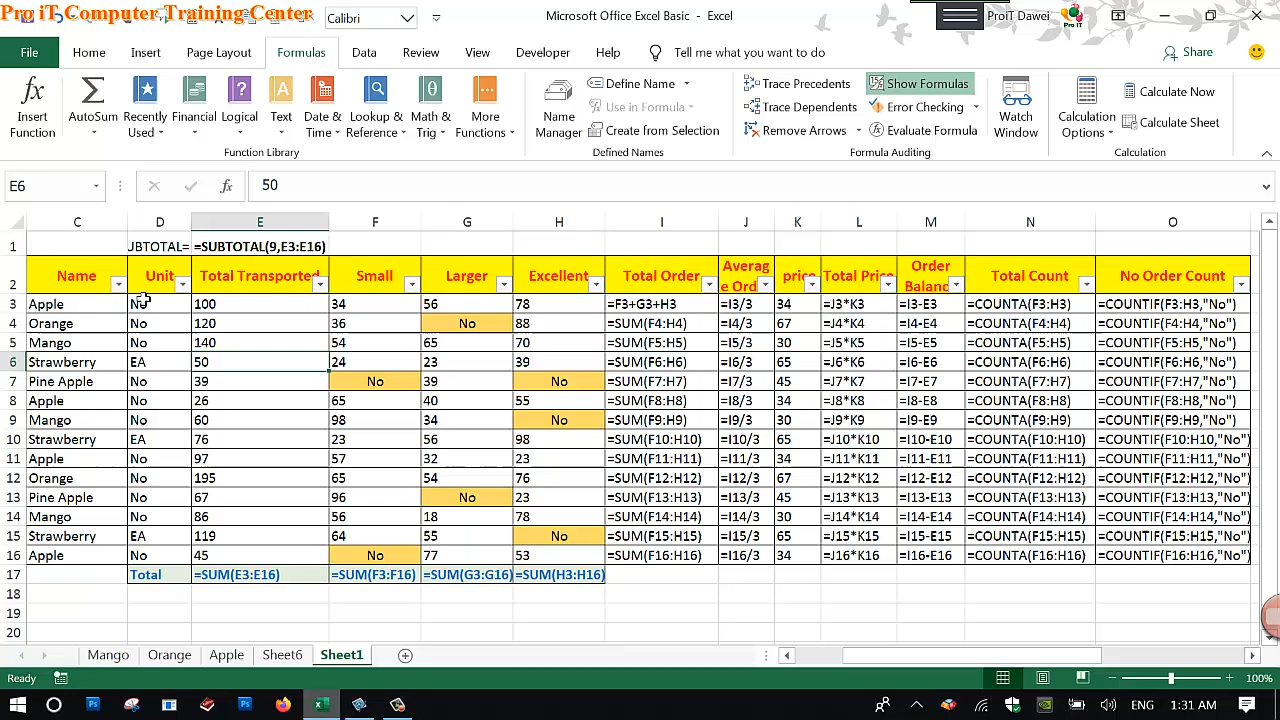 Pro iT Computer Training Center
Calibri
Microsoft Office Excel Basic - Excel
ProiT Dawei
File Home Insert Page Layout Formulas Data Review View Developer Help Tell me what you want to do Share
Insert Function
AutoSum
Recently Used
Financial
Logical
Text
Date & Time
Lookup & Reference
Math & Trig
More Functions
Function Library
Name Manager
Define Name
Use in Formula
Create from Selection
Defined Names
Trace Precedents
Trace Dependents
Remove Arrows
Show Formulas
Error Checking
Evaluate Formula
Formula Auditing
Watch Window
Calculation Options
Calculate Now
Calculate Sheet
Calculation
E6 fx 50
C D E F G H I J K L M N O
1 UBTOTAL= =SUBTOTAL(9,E3:E16)
2 Name Unit Total Transported Small Larger Excellent Total Order Averag e Ord price Total Price Order Balanc Total Count No Order Count
3 Apple No 100 34 56 78 =F3+G3+H3 =I3/3 34 =J3*K3 =I3-E3 =COUNTA(F3:H3) =COUNTIF(F3:H3,"No")
4 Orange No 120 36 No 88 =SUM(F4:H4) =I4/3 67 =J4*K4 =I4-E4 =COUNTA(F4:H4) =COUNTIF(F4:H4,"No")
5 Mango No 140 54 65 70 =SUM(F5:H5) =I5/3 30 =J5*K5 =I5-E5 =COUNTA(F5:H5) =COUNTIF(F5:H5,"No")
6 Strawberry EA 50 24 23 39 =SUM(F6:H6) =I6/3 65 =J6*K6 =I6-E6 =COUNTA(F6:H6) =COUNTIF(F6:H6,"No")
7 Pine Apple No 39 No 39 No =SUM(F7:H7) =I7/3 45 =J7*K7 =I7-E7 =COUNTA(F7:H7) =COUNTIF(F7:H7,"No")
8 Apple No 26 65 40 55 =SUM(F8:H8) =I8/3 34 =J8*K8 =I8-E8 =COUNTA(F8:H8) =COUNTIF(F8:H8,"No")
9 Mango No 60 98 34 No =SUM(F9:H9) =I9/3 30 =J9*K9 =I9-E9 =COUNTA(F9:H9) =COUNTIF(F9:H9,"No")
10 Strawberry EA 76 23 56 98 =SUM(F10:H10) =I10/3 65 =J10*K10 =I10-E10 =COUNTA(F10:H10) =COUNTIF(F10:H10,"No")
11 Apple No 97 57 32 23 =SUM(F11:H11) =I11/3 34 =J11*K11 =I11-E11 =COUNTA(F11:H11) =COUNTIF(F11:H11,"No")
12 Orange No 195 65 54 76 =SUM(F12:H12) =I12/3 67 =J12*K12 =I12-E12 =COUNTA(F12:H12) =COUNTIF(F12:H12,"No")
13 Pine Apple No 67 96 No 23 =SUM(F13:H13) =I13/3 45 =J13*K13 =I13-E13 =COUNTA(F13:H13) =COUNTIF(F13:H13,"No")
14 Mango No 86 56 18 78 =SUM(F14:H14) =I14/3 30 =J14*K14 =I14-E14 =COUNTA(F14:H14) =COUNTIF(F14:H14,"No")
15 Strawberry EA 119 64 55 No =SUM(F15:H15) =I15/3 65 =J15*K15 =I15-E15 =COUNTA(F15:H15) =COUNTIF(F15:H15,"No")
16 Apple No 45 No 77 53 =SUM(F16:H16) =I16/3 34 =J16*K16 =I16-E16 =COUNTA(F16:H16) =COUNTIF(F16:H16,"No")
17 Total =SUM(E3:E16) =SUM(F3:F16) =SUM(G3:G16) =SUM(H3:H16)
18
19
20
Mango Orange Apple Sheet6 Sheet1
Ready 100%
ENG 1:31 AM